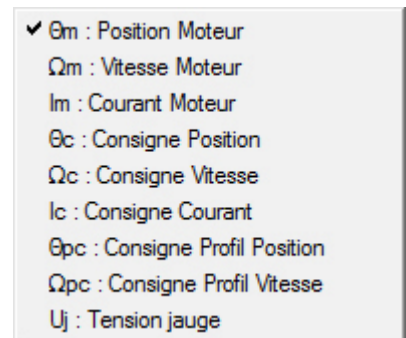 ✔ Θm : Position Moteur
Ωm : Vitesse Moteur
Im : Courant Moteur
Θc : Consigne Position
Ωc : Consigne Vitesse
Ic : Consigne Courant
Θpc : Consigne Profil Position
Ωpc : Consigne Profil Vitesse
Uj : Tension jauge